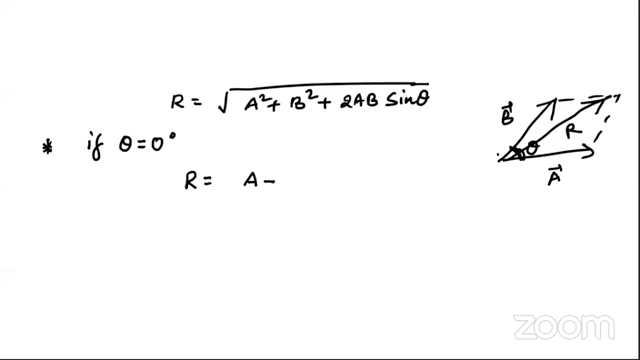 R = √A²+ B²+ 2AB Sinθ
* if θ=0°
R = A -
B⃗
R
θ
A⃗
zoom